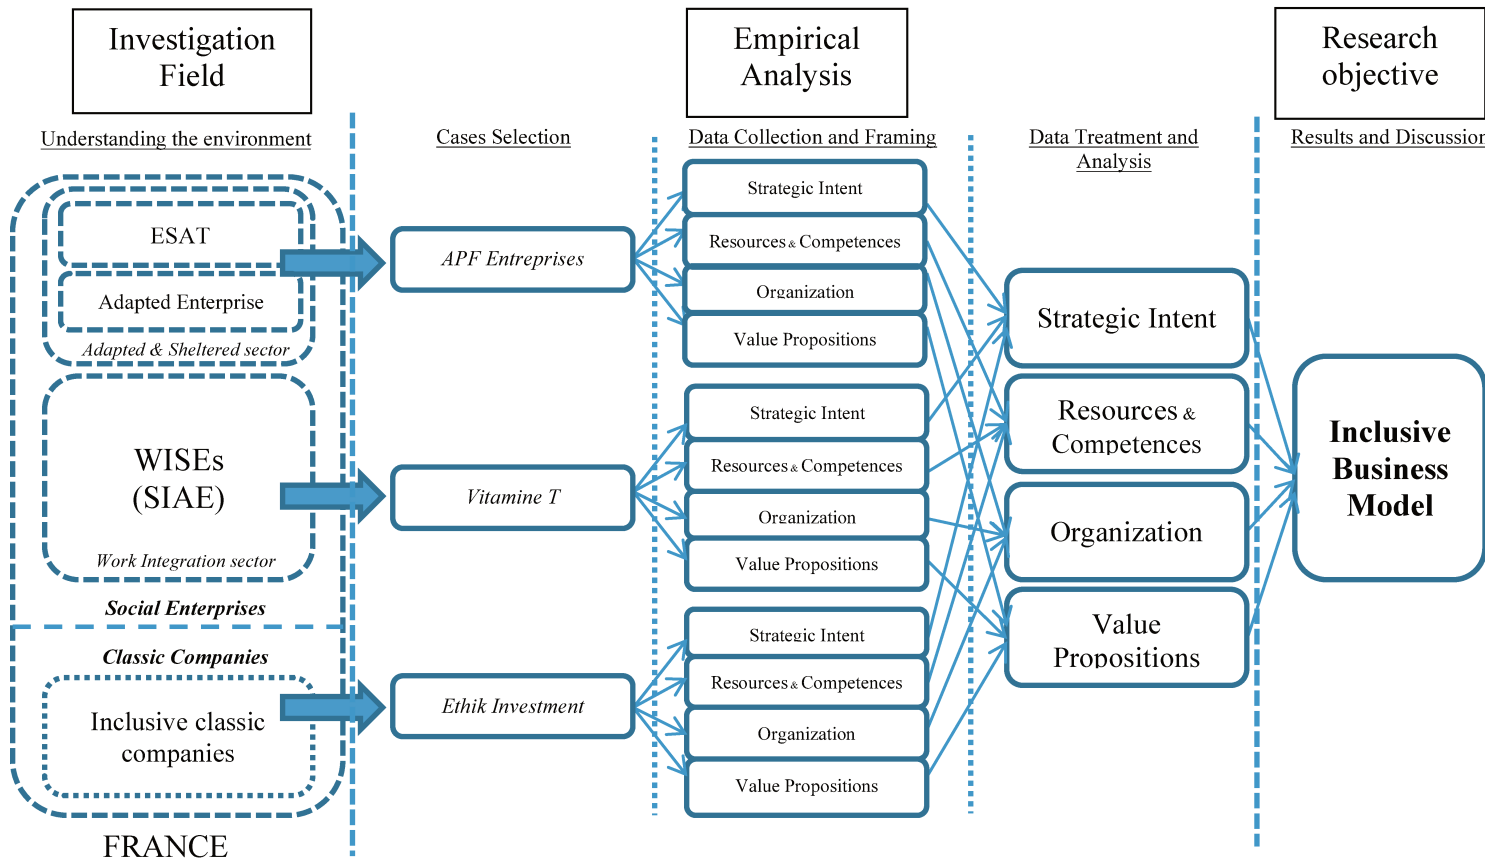 Investigation
Field
Empirical
Analysis
Research
objective
Understanding the environment
Cases Selection
Data Collection and Framing
Data Treatment and
Analysis
Results and Discussion
ESAT
Adapted Enterprise
Adapted & Sheltered sector
WISEs
(SIAE)
Work Integration sector
Social Enterprises
Classic Companies
Inclusive classic
companies
FRANCE
APF Entreprises
Vitamine T
Ethik Investment
Strategic Intent
Resources & Competences
Organization
Value Propositions
Strategic Intent
Resources & Competences
Organization
Value Propositions
Strategic Intent
Resources & Competences
Organization
Value Propositions
Strategic Intent
Resources &
Competences
Organization
Value
Propositions
Inclusive
Business
Model